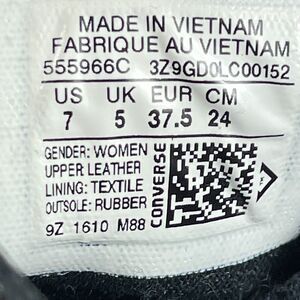 MADE IN VIETNAM
FABRIQUE AU VIETNAM
555966C 3Z9GD0LC00152
US UK EUR CM
7 5 37.5 24
GENDER: WOMEN
UPPER LEATHER
LINING: TEXTILE
OUTSOLE: RUBBER
9Z 1610 M88
CONVERSE